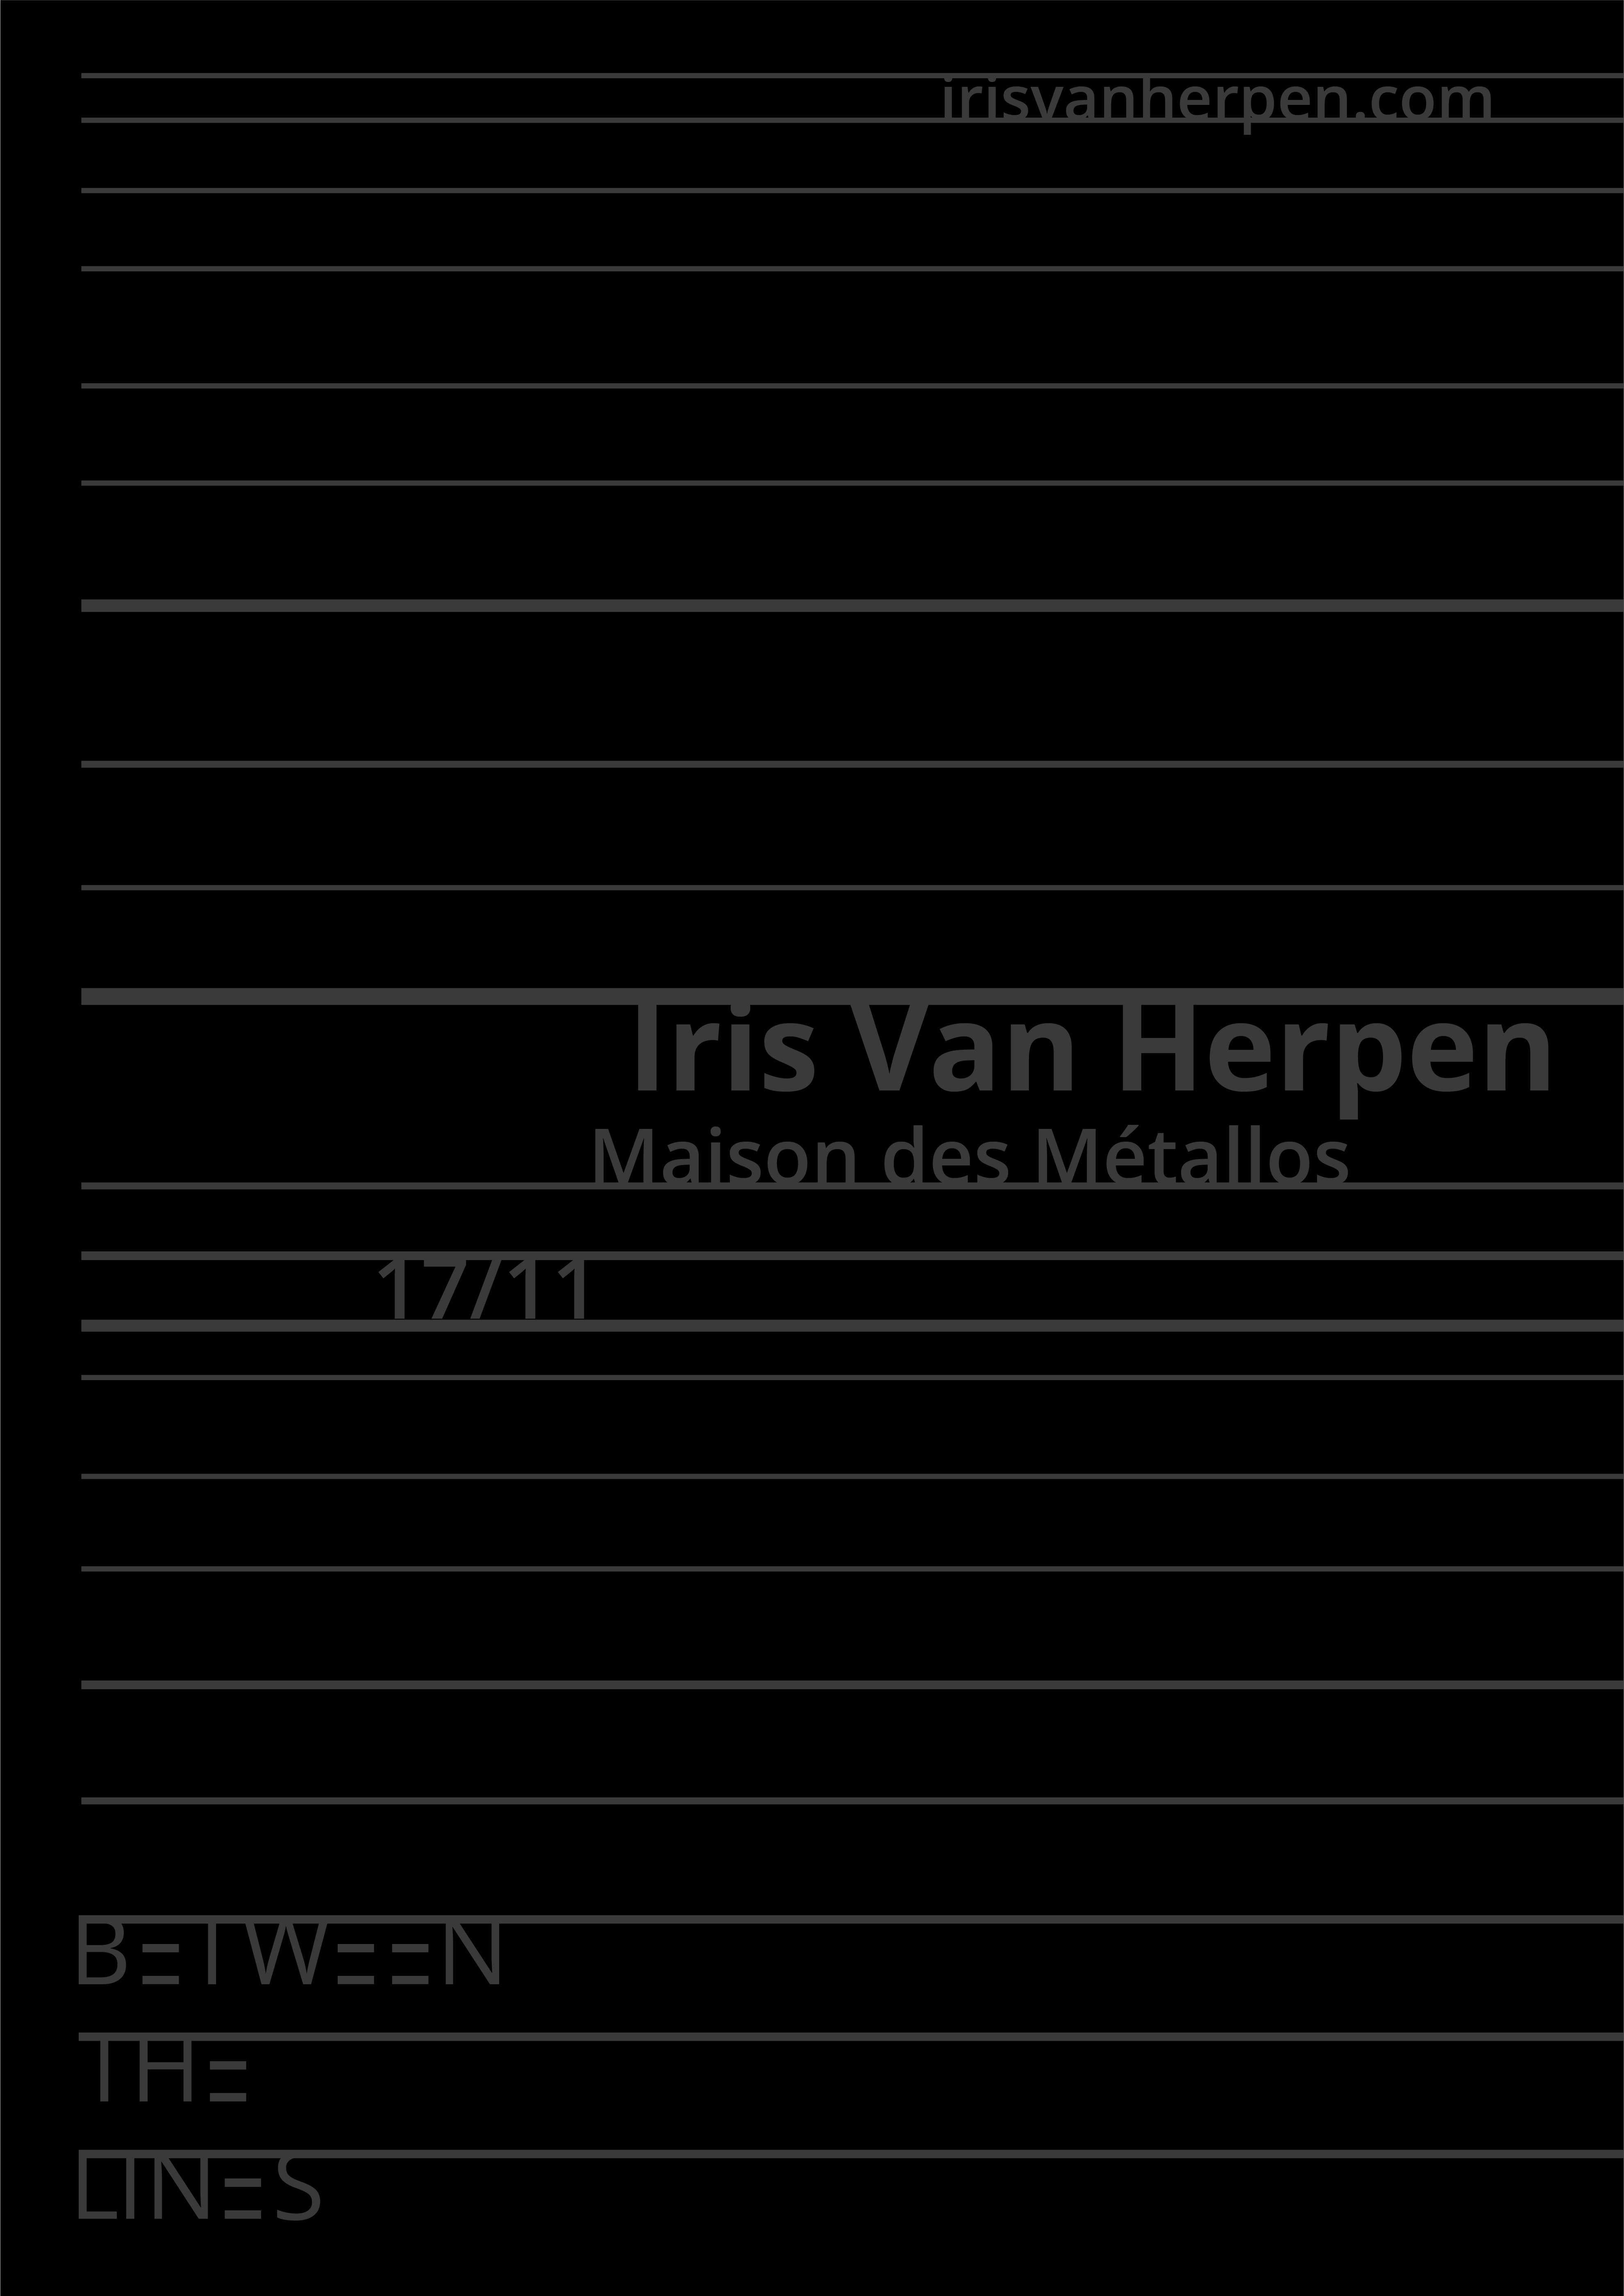 irisvanherpen.com
Iris Van Herpen
Maison des Métallos
17/11
BETWEEN
THE
LINES